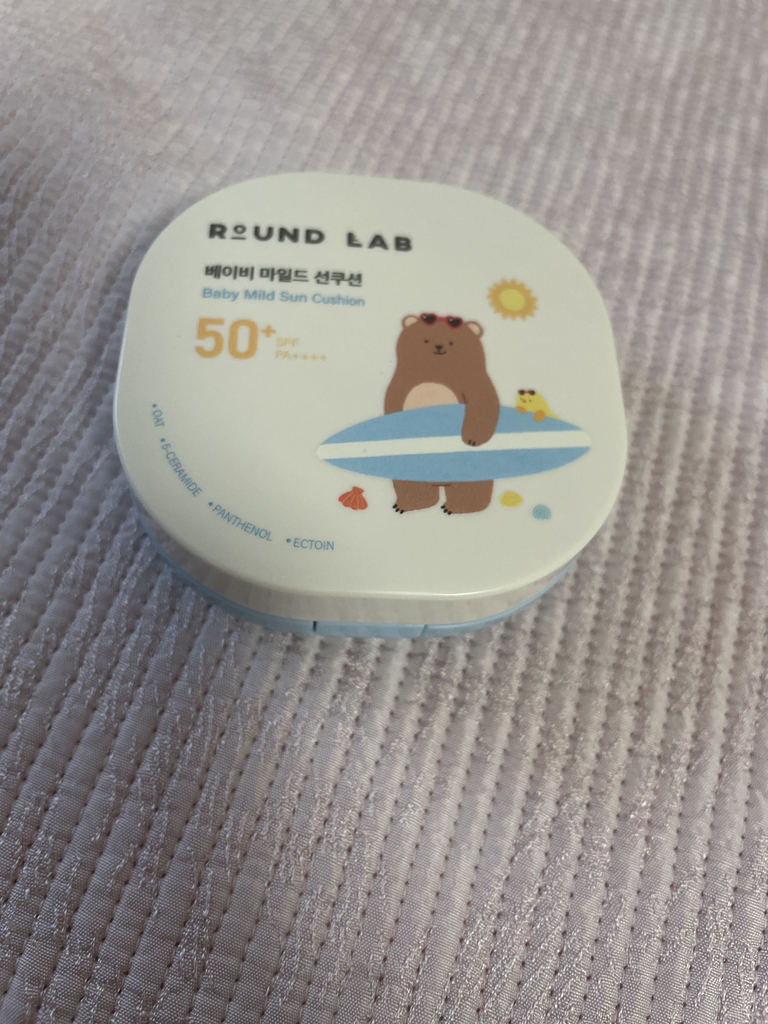 ROUND LAB
베이비 마일드 선쿠션
Baby Mild Sun Cushion
50+ SPF
PA++++
• OAT • 5-CERAMIDE • PANTHENOL • ECTOIN